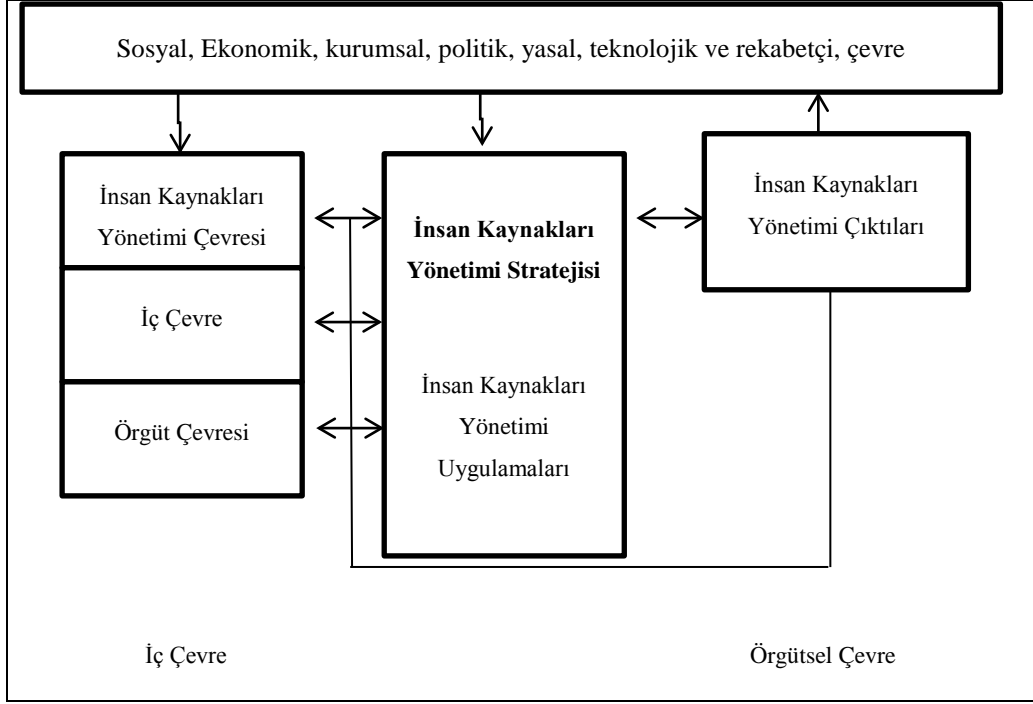 Sosyal, Ekonomik, kurumsal, politik, yasal, teknolojik ve rekabetçi, çevre
İnsan Kaynakları
Yönetimi Çevresi
İç Çevre
Örgüt Çevresi
İnsan Kaynakları
Yönetimi Stratejisi
İnsan Kaynakları
Yönetimi
Uygulamaları
İnsan Kaynakları
Yönetimi Çıktıları
İç Çevre
Örgütsel Çevre